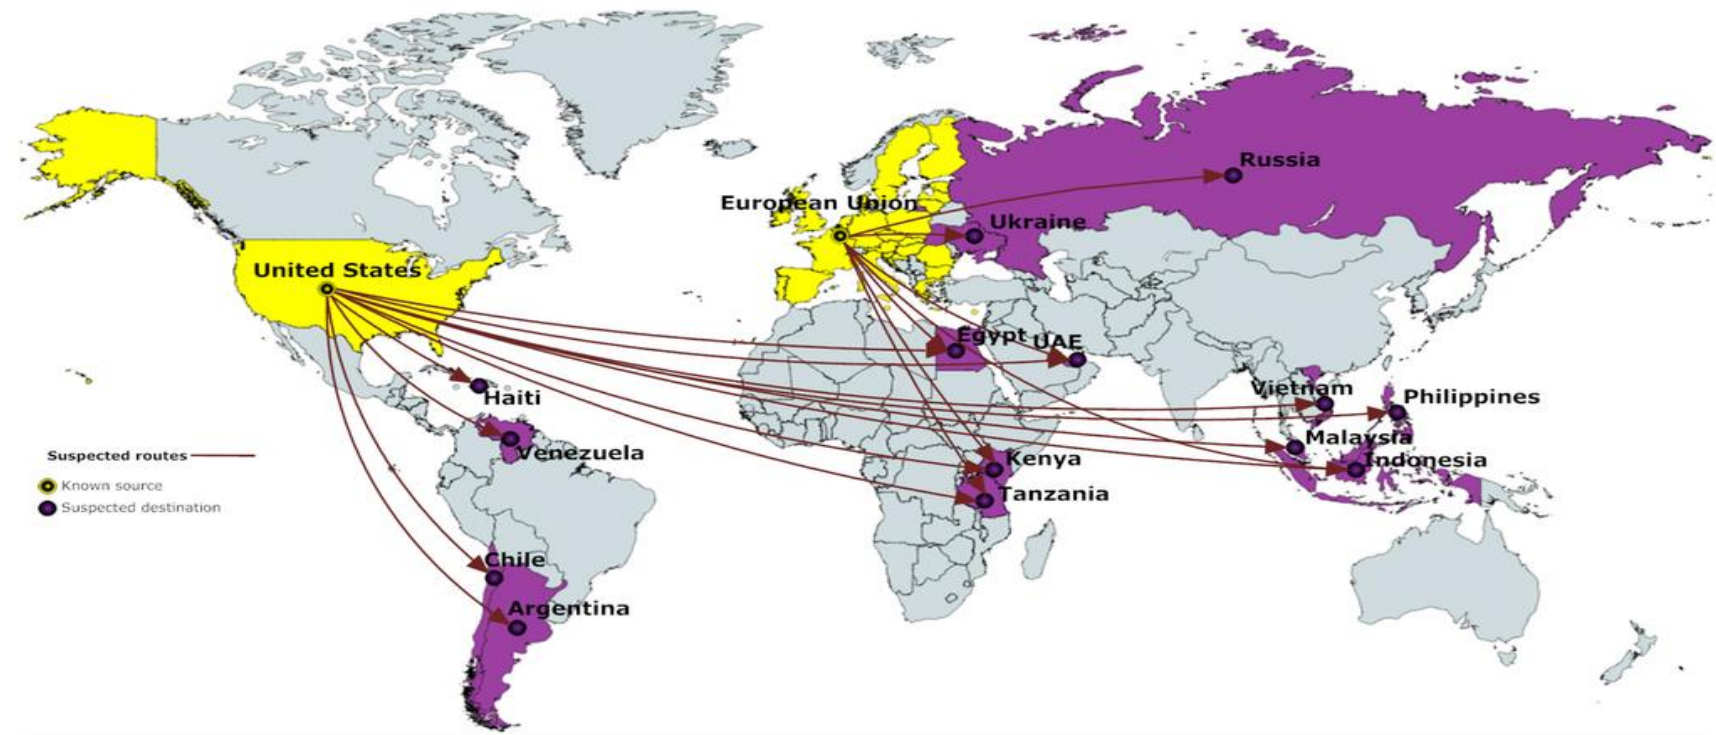 Russia
European Union
Ukraine
United States
Egypt
UAE
Haiti
Vietnam
Philippines
Malaysia
Venezuela
Suspected routes
Kenya
Indonesia
Known source
Tanzania
Suspected destination
Chile
Argentina